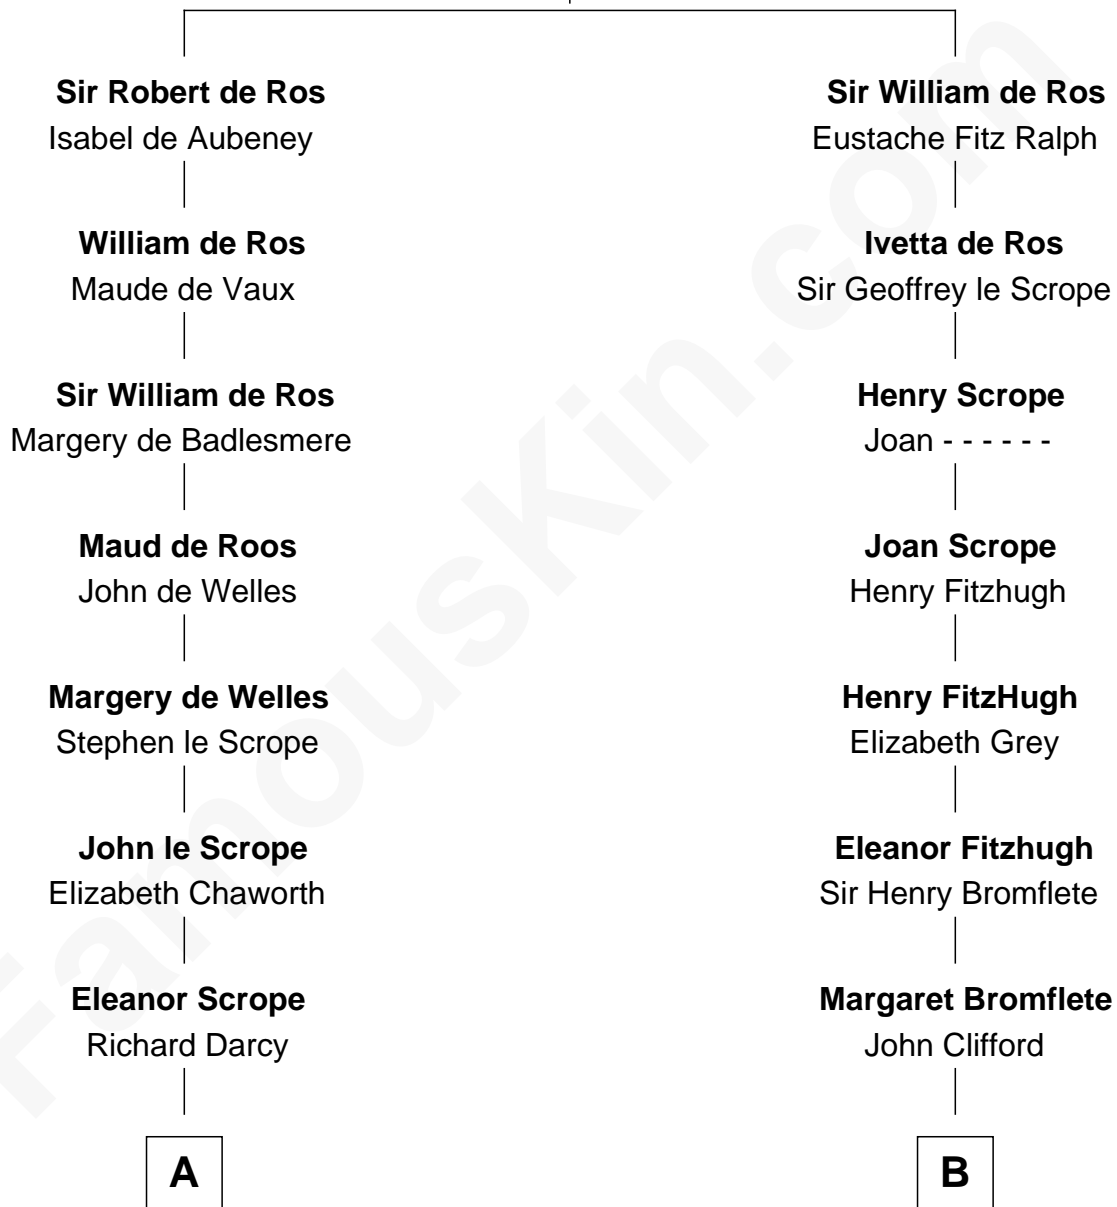 Sir Robert de Ros
Isabel de Aubeney
William de Ros
Maude de Vaux
Sir William de Ros
Margery de Badlesmere
Maud de Roos
John de Welles
Margery de Welles
Stephen le Scrope
John le Scrope
Elizabeth Chaworth
Eleanor Scrope
Richard Darcy
A
Sir William de Ros
Eustache Fitz Ralph
Ivetta de Ros
Sir Geoffrey le Scrope
Henry Scrope
Joan - - - - - -
Joan Scrope
Henry Fitzhugh
Henry FitzHugh
Elizabeth Grey
Eleanor Fitzhugh
Sir Henry Bromflete
Margaret Bromflete
John Clifford
B
FamousKin.com